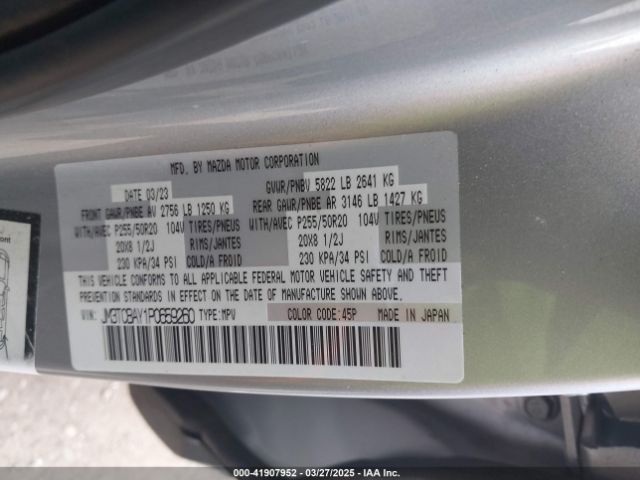 MFD. BY MAZDA MOTOR CORPORATION
DATE 03/23 GVWR/PNBV 5822 LB 2641 KG
FRONT GAWR/PNBE AV 2756 LB 1250 KG REAR GAWR/PNBE AR 3146 LB 1427 KG
WITH/AVEC P255/50R20 104V TIRES/PNEUS WITH/AVEC P255/50R20 104V TIRES/PNEUS
20X8 1/2J RIMS/JANTES 20X8 1/2J RIMS/JANTES
230 KPA/34 PSI COLD/A FROID 230 KPA/34 PSI COLD/A FROID
THIS VEHICLE CONFORMS TO ALL APPLICABLE FEDERAL MOTOR VEHICLE SAFETY AND THEFT
PREVENTION STANDARDS IN EFFECT ON THE DATE OF MANUFACTURE SHOWN ABOVE.
VIN: JM3TCBAY1P0659260 TYPE:MPV COLOR CODE:45P MADE IN JAPAN
000-41907952 - 03/27/2025 - IAA Inc.